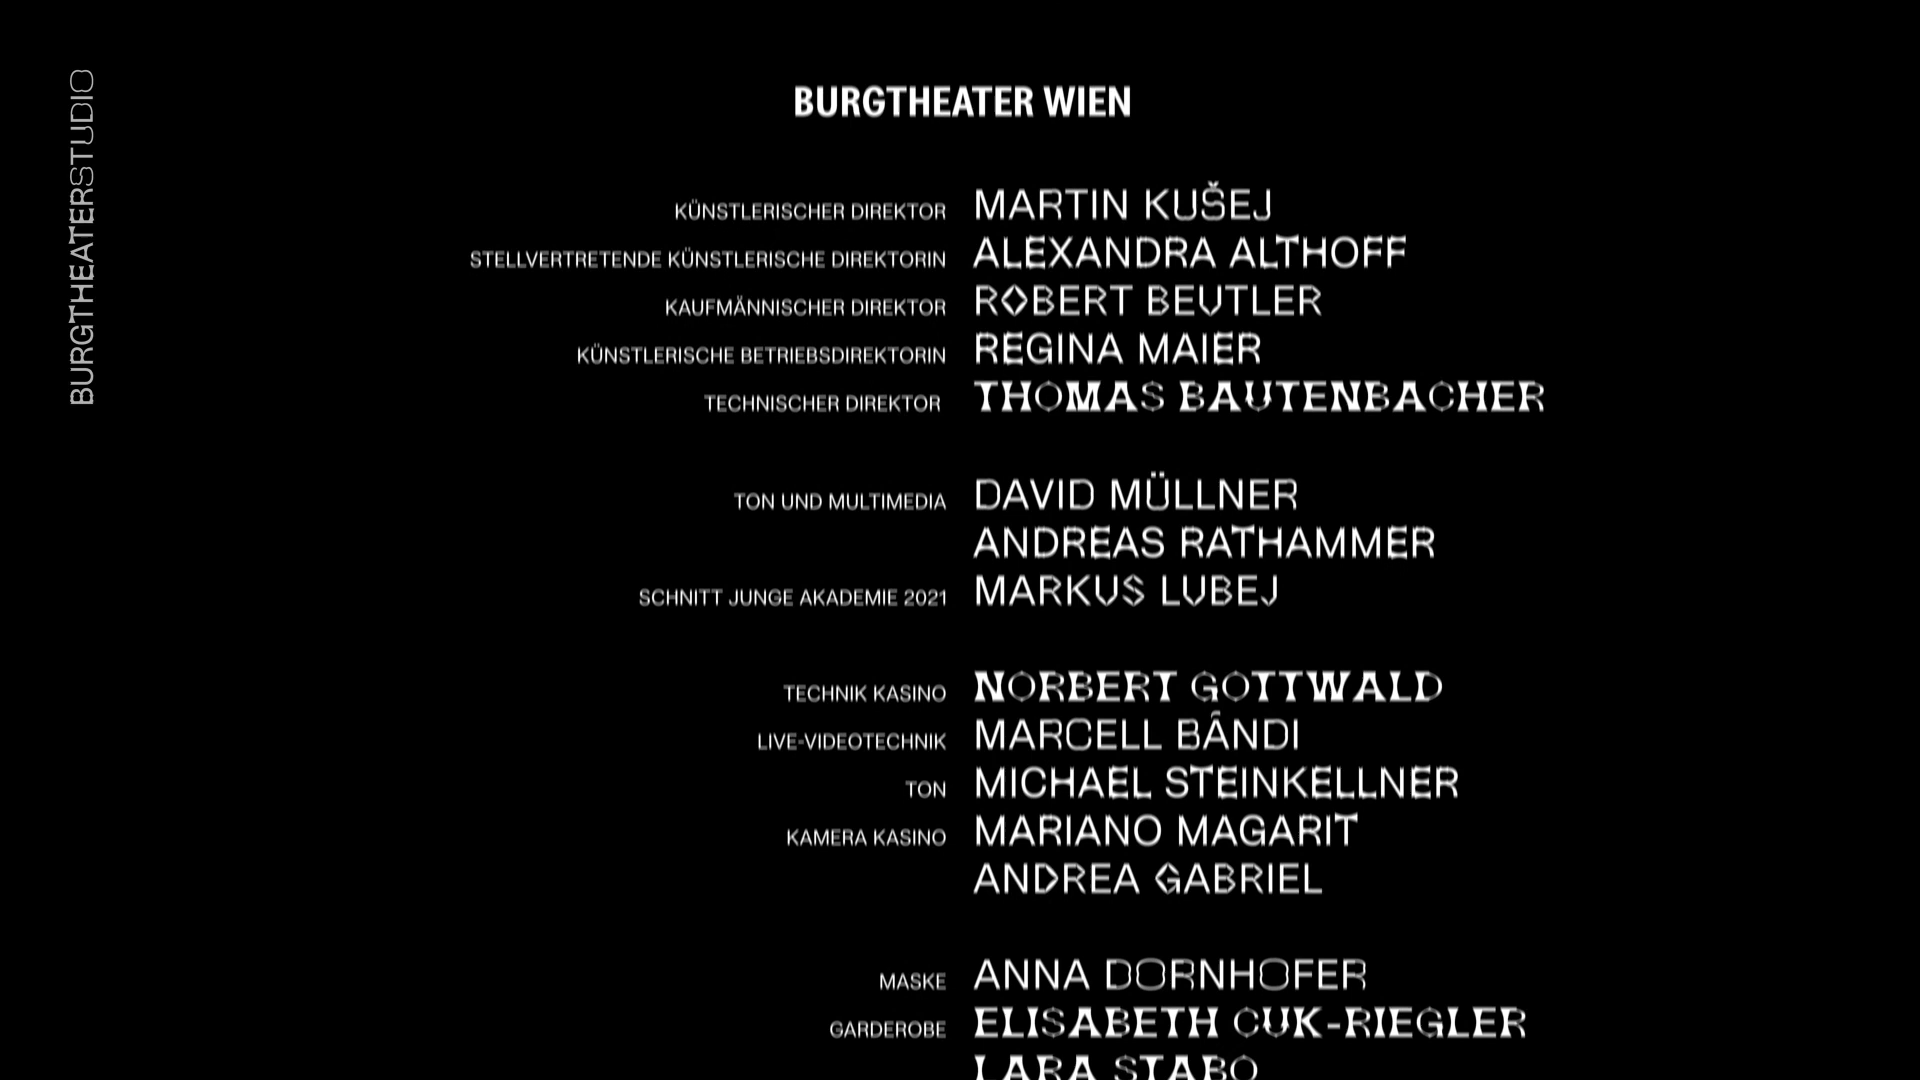 BURGTHEATERSTUDIO
BURGTHEATER WIEN
KÜNSTLERISCHER DIREKTOR MARTIN KUŠEJ
STELLVERTRETENDE KÜNSTLERISCHE DIREKTORIN ALEXANDRA ALTHOFF
KAUFMÄNNISCHER DIREKTOR ROBERT BEUTLER
KÜNSTLERISCHE BETRIEBSDIREKTORIN REGINA MAIER
TECHNISCHER DIREKTOR THOMAS BAUTENBACHER
TON UND MULTIMEDIA DAVID MÜLLNER
ANDREAS RATHAMMER
SCHNITT JUNGE AKADEMIE 2021 MARKUS LUBEJ
TECHNIK KASINO NORBERT GOTTWALD
LIVE-VIDEOTECHNIK MARCELL BÂNDI
TON MICHAEL STEINKELLNER
KAMERA KASINO MARIANO MAGARIT
ANDREA GABRIEL
MASKE ANNA DORNHOFER
GARDEROBE ELISABETH CUK-RIEGLER
LARA STABO